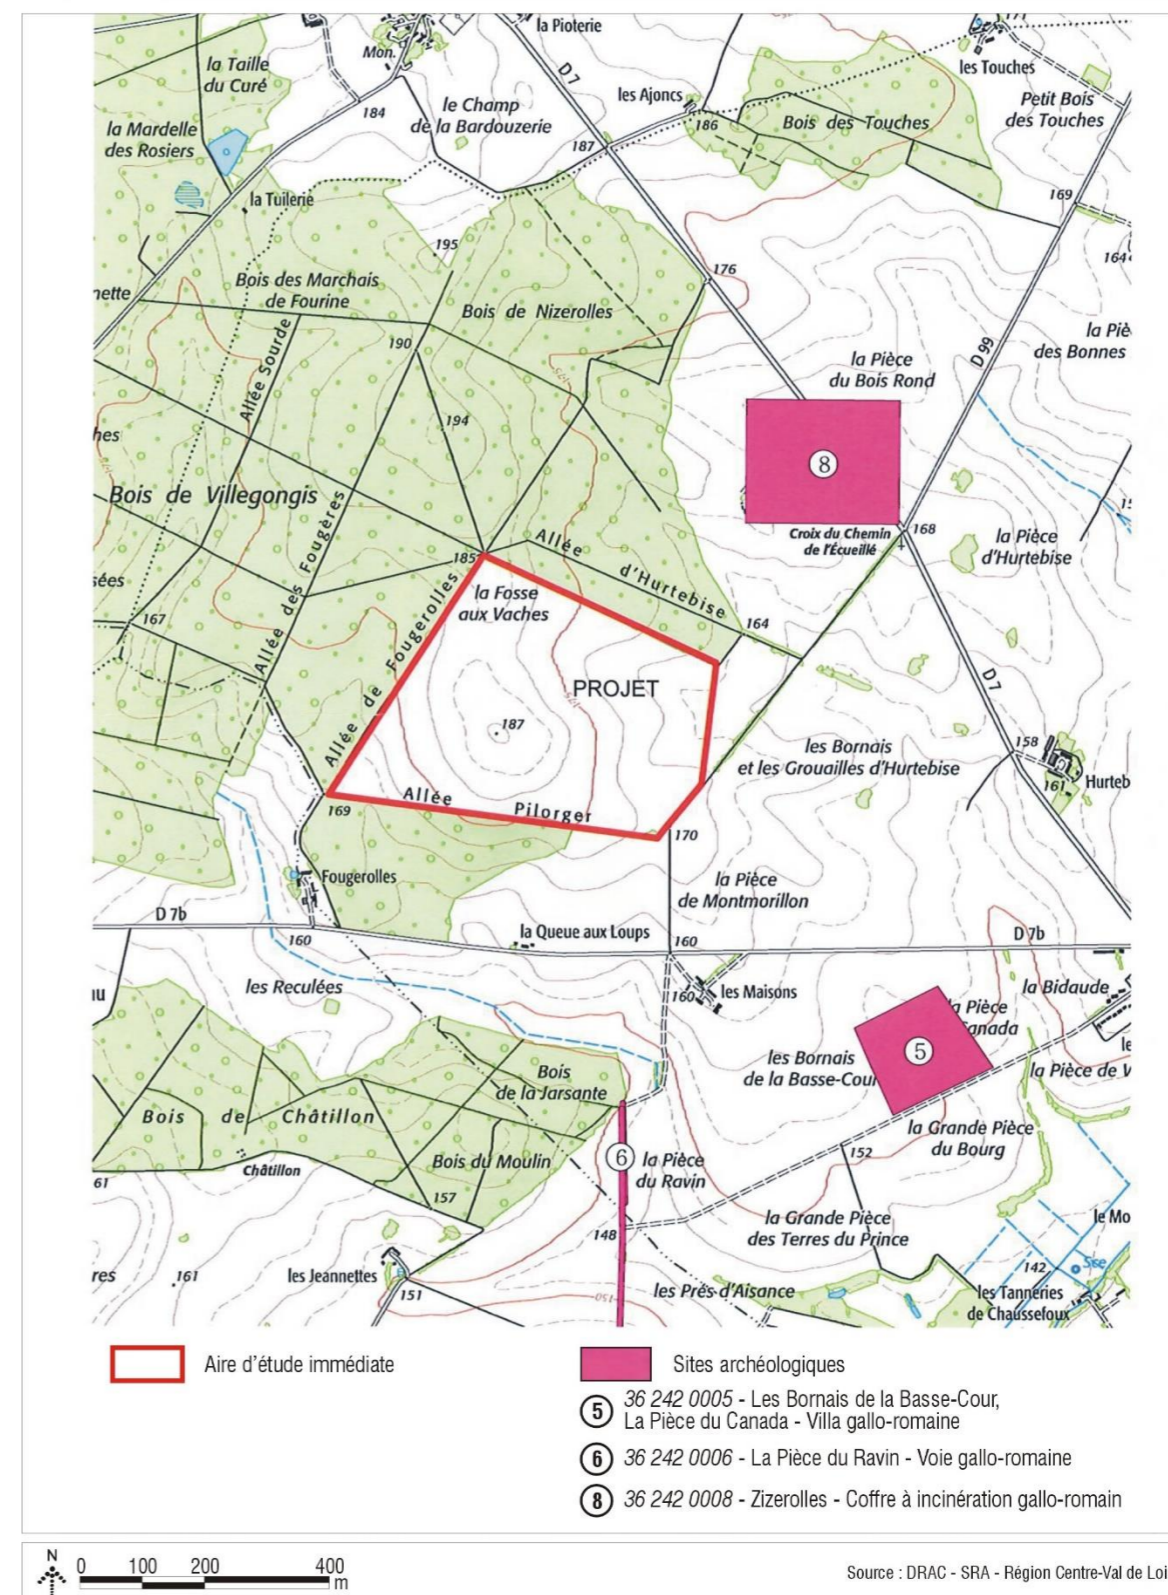 la Pioterie
Mon.
la Taille
du Curé
D 7
les Touches
les Ajoncs
184
le Champ
de la Bardouzerie
186
Bois des Touches
Petit Bois
des Touches
la Mardelle
des Rosiers
187
la Tuilerie
169
195
164
176
Bois des Marchais
de Fourine
Bois de Nizerolles
190
la Pièce
du Bois Rond
D 99
des Bonnes
Allée Sourde
194
8
Bois de Villegongis
168
Croix du Chemin
de l'Écueillé
la Pièce
d'Hurtebise
Allée des Fougères
185
Allée
d'Hurtebise
la Fosse
aux Vaches
167
164
Allée de Fougerolles
PROJET
175
D 7
187
158
les Bornais
et les Grouailles d'Hurtebise
161
Hurteb
Allée Pilorger
169
170
Fougerolles
la Pièce
de Montmorillon
D 7b
160
la Queue aux Loups
160
D 7b
les Reculées
160
les Maisons
la Bidaude
5
les Bornais
de la Basse-Cour
Bois
de la Jarsante
Bois de Châtillon
la Grande Pièce
du Bourg
6
la Pièce
du Ravin
152
Châtillon
Bois du Moulin
61
157
148
la Grande Pièce
des Terres du Prince
le Mo
161
les Jeannettes
151
150
les Prés d'Aisance
142
Sce
les Tanneries
de Chaussefoux
Aire d'étude immédiate
Sites archéologiques
5 36 242 0005 - Les Bornais de la Basse-Cour,
La Pièce du Canada - Villa gallo-romaine
6 36 242 0006 - La Pièce du Ravin - Voie gallo-romaine
8 36 242 0008 - Zizerolles - Coffre à incinération gallo-romain
N
0 100 200 400
m
Source : DRAC - SRA - Région Centre-Val de Loi